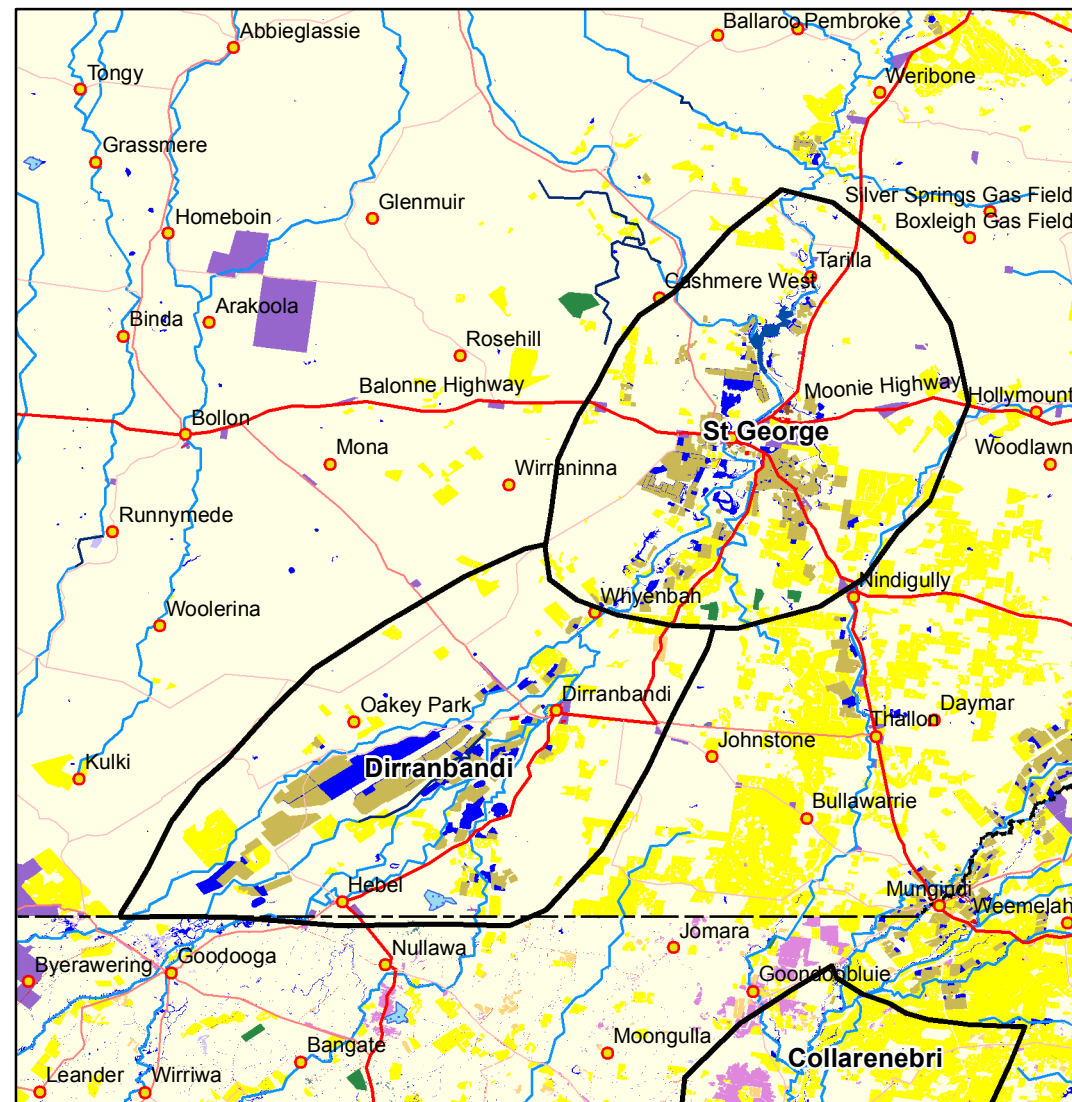 Abbieglassie
Ballaroo
Pembroke
Tongy
Weribone
Grassmere
Silver Springs Gas Field
Glenmuir
Homeboin
Boxleigh Gas Field
Tarilla
Cashmere West
Arakoola
Binda
Rosehill
Balonne Highway
Moonie Highway
Hollymount
Bollon
St George
Mona
Woodlawn
Wirraninna
Runnymede
Nindigully
Whyenbah
Woolerina
Oakey Park
Dirranbandi
Daymar
Thallon
Johnstone
Kulki
Dirranbandi
Bullawarrie
Hebel
Mungindi
Weemelah
Jomara
Nullawa
Goodooga
Byerawering
Goondoobluie
Moongulla
Bangate
Collarenebri
Leander
Wirriwa